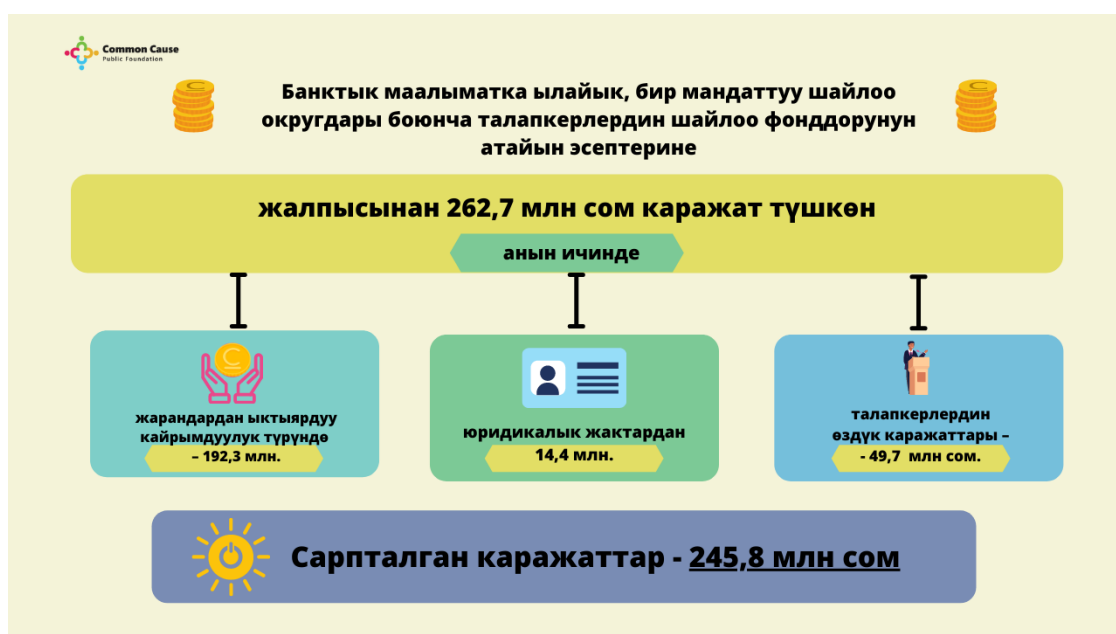 Common Cause
Public Foundation
Банктык маалыматка ылайык, бир мандаттуу шайлоо
округдары боюнча талапкерлердин шайлоо фонддорунун
атайын эсептерине
жалпысынан 262,7 млн сом каражат түшкөн
анын ичинде
жарандардан ыктыярдуу
кайрымдуулук түрүндө
– 192,3 млн.
юридикалык жактардан
14,4 млн.
талапкерлердин
өздүк каражаттары –
- 49,7 млн сом.
Сарпталган каражаттар - 245,8 млн сом